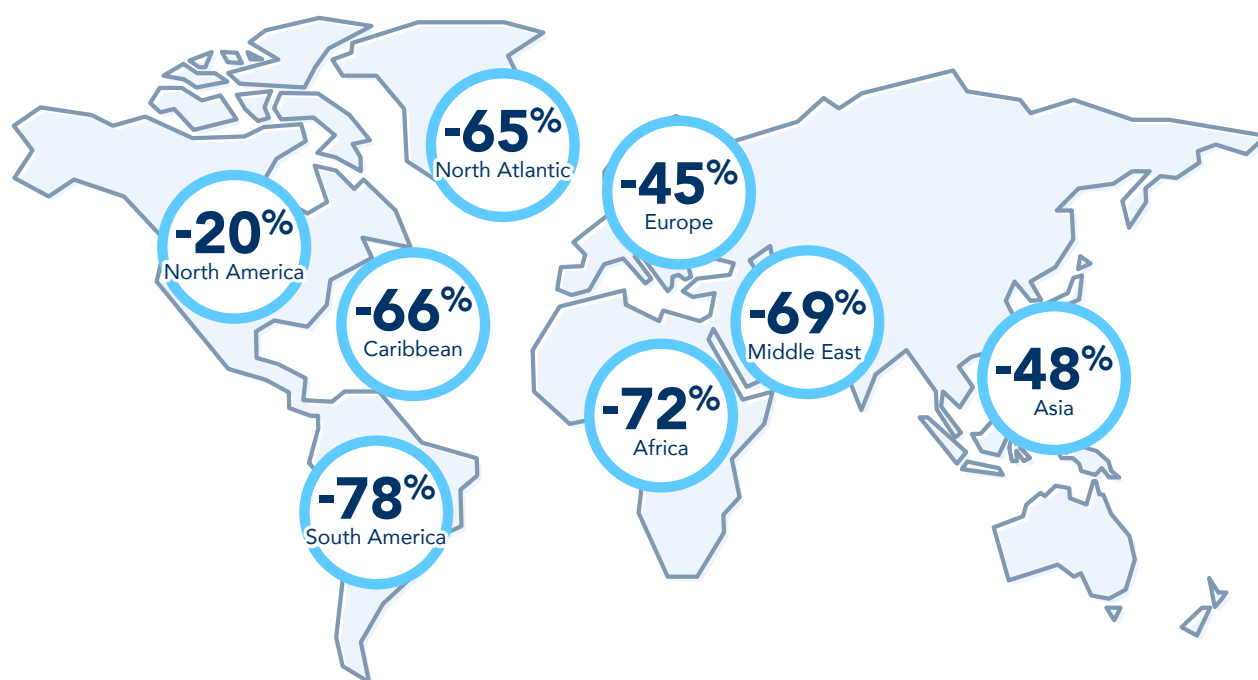 -65%
North Atlantic
-45%
Europe
-20%
North America
-66%
Caribbean
-69%
Middle East
-48%
Asia
-72%
Africa
-78%
South America